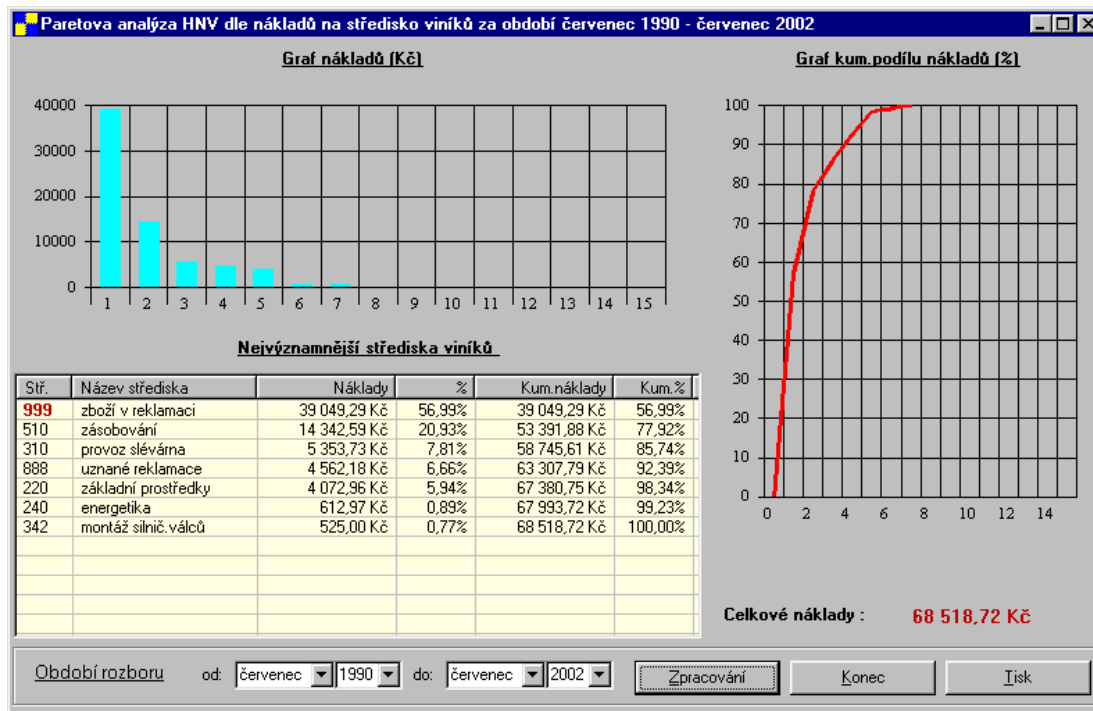 Paretova analýza HNV dle nákladů na středisko viníků za období červenec 1990 - červenec 2002
Graf nákladů (Kč)
40000
30000
20000
10000
0
1 2 3 4 5 6 7 8 9 10 11 12 13 14 15
Graf kum.podílu nákladů (%)
100
90
80
70
60
50
40
30
20
10
0
0 2 4 6 8 10 12 14
Nejvýznamnější střediska viníků
Stř. Název střediska Náklady % Kum.náklady Kum.%
999 zboží v reklamaci 39 049,29 Kč 56,99% 39 049,29 Kč 56,99%
510 zásobování 14 342,59 Kč 20,93% 53 391,88 Kč 77,92%
310 provoz slévárna 5 353,73 Kč 7,81% 58 745,61 Kč 85,74%
888 uznané reklamace 4 562,18 Kč 6,66% 63 307,79 Kč 92,39%
220 základní prostředky 4 072,96 Kč 5,94% 67 380,75 Kč 98,34%
240 energetika 612,97 Kč 0,89% 67 993,72 Kč 99,23%
342 montáž silnič.válců 525,00 Kč 0,77% 68 518,72 Kč 100,00%
Celkové náklady : 68 518,72 Kč
Období rozboru od: červenec 1990 do: červenec 2002 Zpracování Konec Tisk